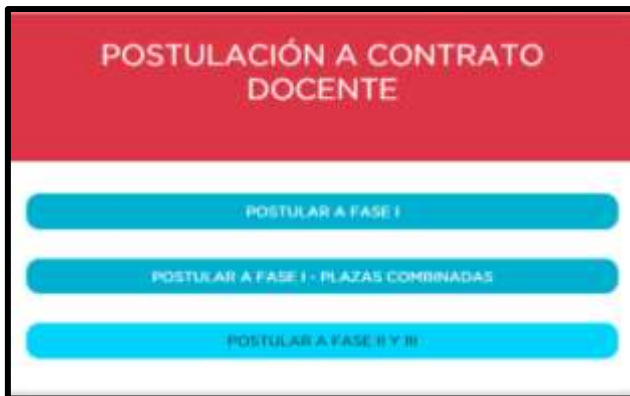 POSTULACIÓN A CONTRATO
DOCENTE
POSTULAR A FASE I
POSTULAR A FASE I - PLAZAS COMBINADAS
POSTULAR A FASE II Y III